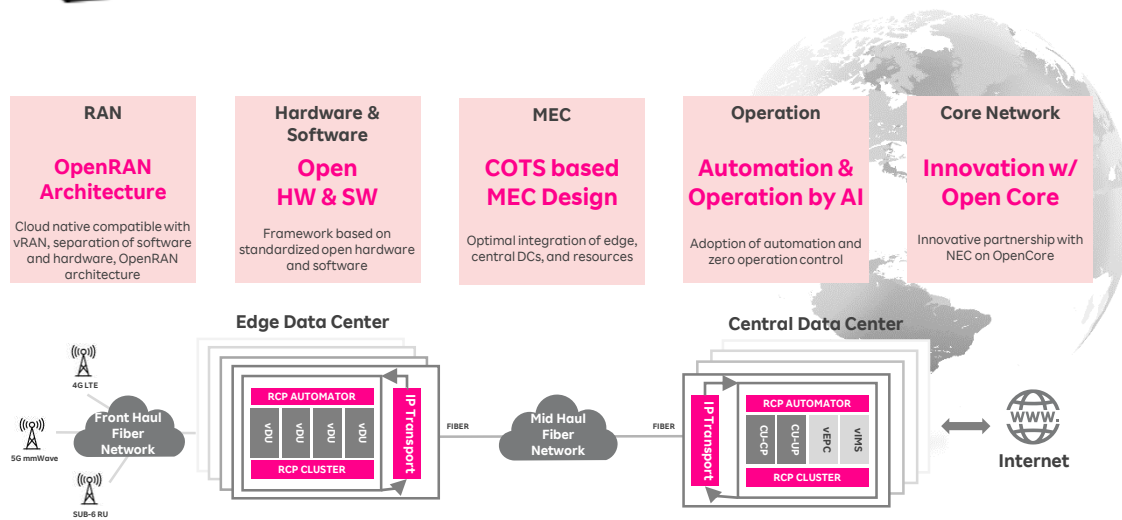 RAN
OpenRAN
Architecture
Cloud native compatible with
vRAN, separation of software
and hardware, OpenRAN
architecture
Hardware &
Software
Open
HW & SW
Framework based on
standardized open hardware
and software
MEC
COTS based
MEC Design
Optimal integration of edge,
central DCs, and resources
Operation
Automation &
Operation by AI
Adoption of automation and
zero operation control
Core Network
Innovation w/
Open Core
Innovative partnership with
NEC on OpenCore
Edge Data Center
Central Data Center
4G LTE
5G mmWave
SUB-6 RU
Front Haul
Fiber
Network
RCP AUTOMATOR
vDU
vDU
vDU
vDU
RCP CLUSTER
IP Transport
FIBER
Mid Haul
Fiber
Network
FIBER
IP Transport
RCP AUTOMATOR
CU-CP
CU-UP
vEPC
vIMS
RCP CLUSTER
WWW.
Internet